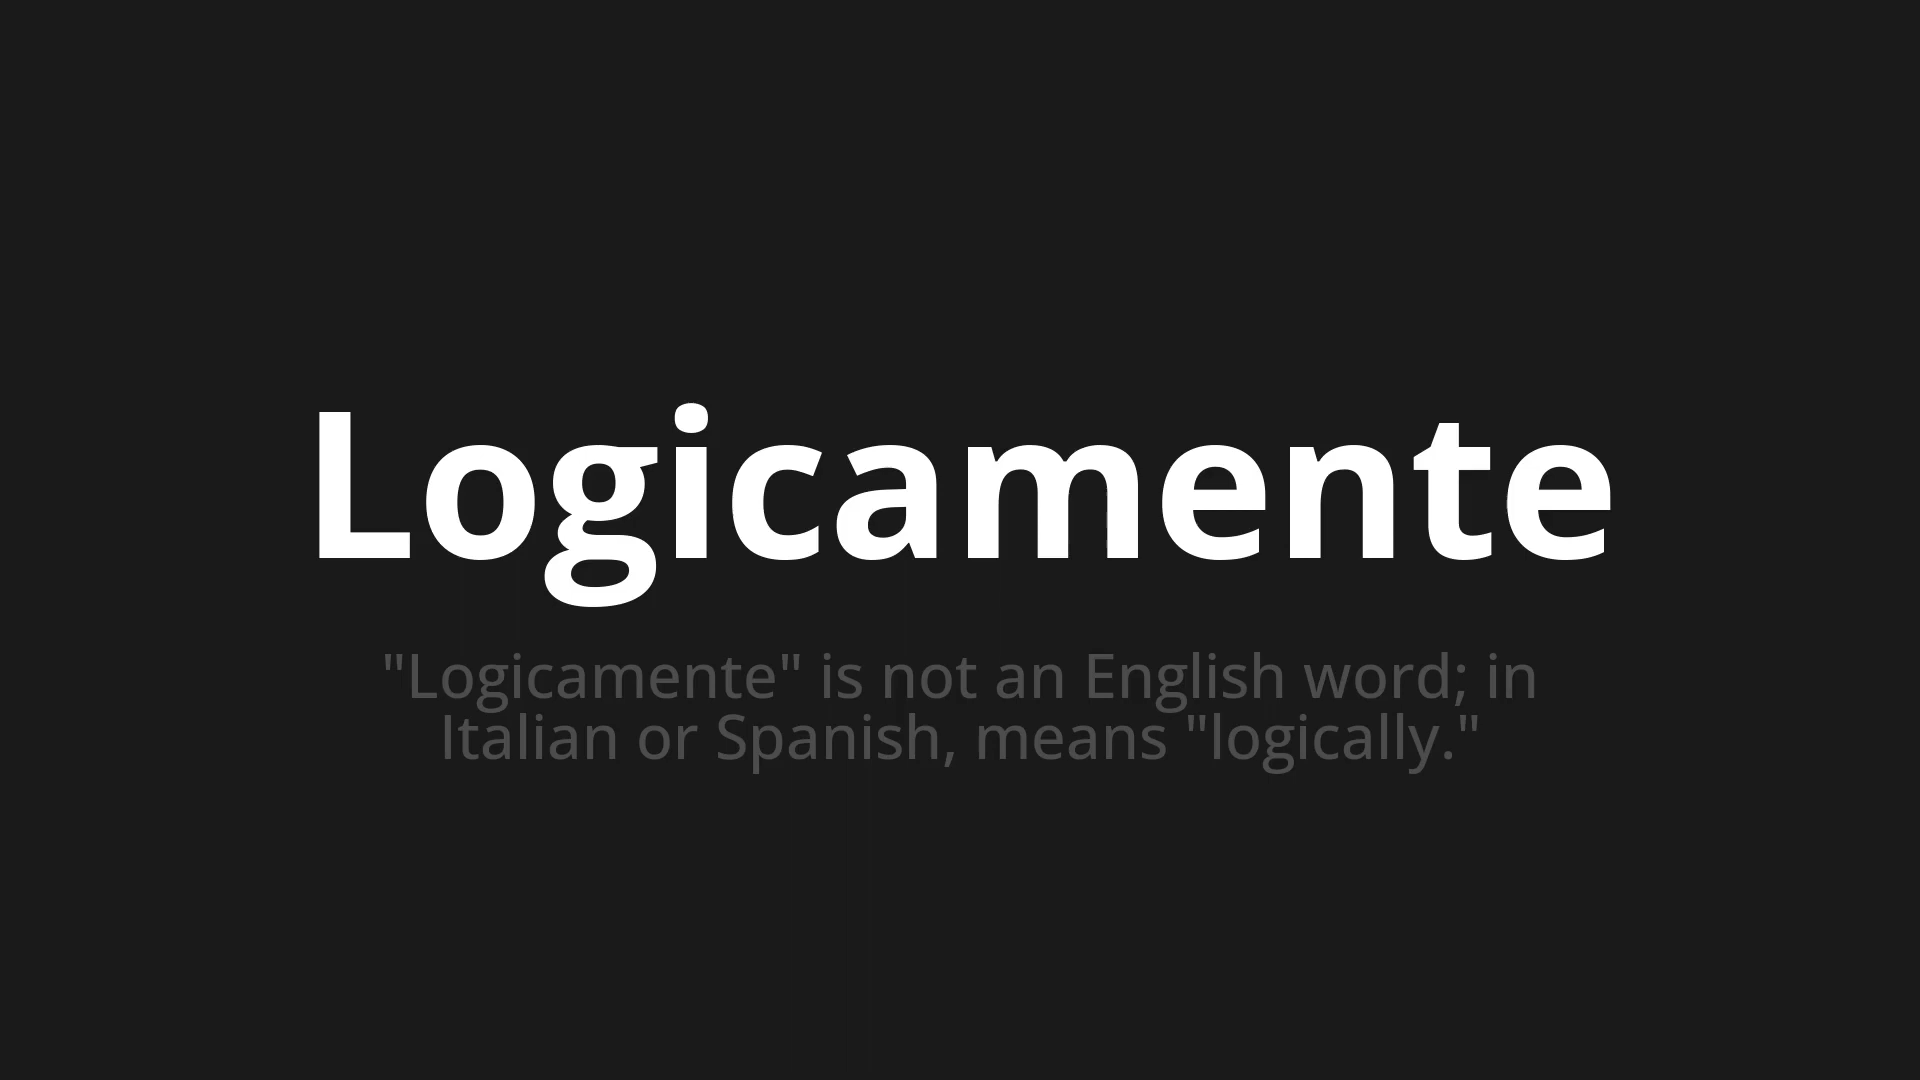 Logicamente
"Logicamente" is not an English word; in
Italian or Spanish, means "logically."